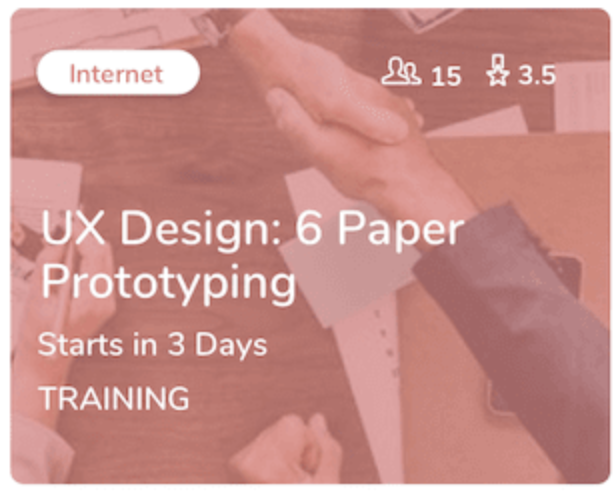 Internet
15
3.5
UX Design: 6 Paper
Prototyping
Starts in 3 Days
TRAINING